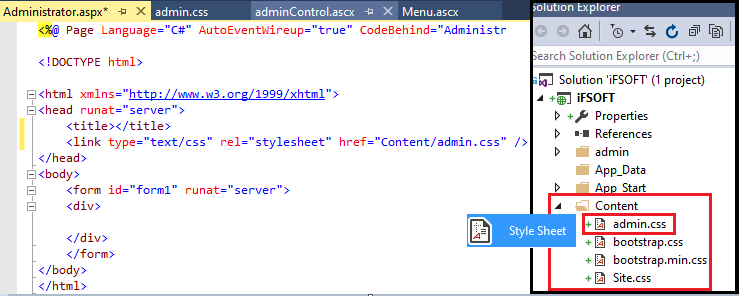 Administrator.aspx*
admin.css
adminControl.ascx
Menu.ascx
<%@ Page Language="C#" AutoEventWireup="true" CodeBehind="Administr
<!DOCTYPE html>
<html xmlns="http://www.w3.org/1999/xhtml">
<head runat="server">
<title></title>
<link type="text/css" rel="stylesheet" href="Content/admin.css" />
</head>
<body>
<form id="form1" runat="server">
<div>
</div>
</form>
</body>
</html>
Style Sheet
Solution Explorer
Search Solution Explorer (Ctrl+;)
Solution 'iFSOFT' (1 project)
iFSOFT
Properties
References
admin
App_Data
App_Start
Content
admin.css
bootstrap.css
bootstrap.min.css
Site.css